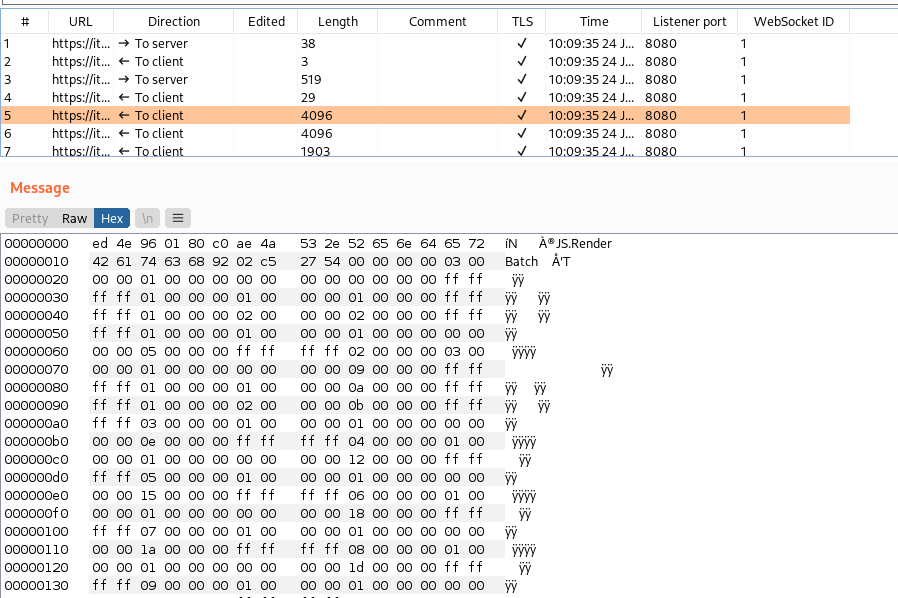 # URL Direction Edited Length Comment TLS Time Listener port WebSocket ID
1 https://it... → To server 38 ✓ 10:09:35 24 J... 8080 1
2 https://it... ← To client 3 ✓ 10:09:35 24 J... 8080 1
3 https://it... → To server 519 ✓ 10:09:35 24 J... 8080 1
4 https://it... ← To client 29 ✓ 10:09:35 24 J... 8080 1
5 https://it... ← To client 4096 ✓ 10:09:35 24 J... 8080 1
6 https://it... ← To client 4096 ✓ 10:09:35 24 J... 8080 1
7 https://it... ← To client 1903 ✓ 10:09:35 24 J... 8080 1
Message
Pretty Raw Hex \n ≡
00000000 ed 4e 96 01 80 c0 ae 4a 53 2e 52 65 6e 64 65 72 íN À®JS.Render
00000010 42 61 74 63 68 92 02 c5 27 54 00 00 00 00 03 00 Batch Å'T
00000020 00 00 01 00 00 00 00 00 00 00 00 00 00 00 ff ff ÿÿ
00000030 ff ff 01 00 00 00 01 00 00 00 01 00 00 00 ff ff ÿÿ ÿÿ
00000040 ff ff 01 00 00 00 02 00 00 00 02 00 00 00 ff ff ÿÿ ÿÿ
00000050 ff ff 01 00 00 00 01 00 00 00 01 00 00 00 00 00 ÿÿ
00000060 00 00 05 00 00 00 ff ff ff ff 02 00 00 00 03 00 ÿÿÿÿ
00000070 00 00 01 00 00 00 00 00 00 00 09 00 00 00 ff ff ÿÿ
00000080 ff ff 01 00 00 00 01 00 00 00 0a 00 00 00 ff ff ÿÿ ÿÿ
00000090 ff ff 01 00 00 00 02 00 00 00 0b 00 00 00 ff ff ÿÿ ÿÿ
000000a0 ff ff 03 00 00 00 01 00 00 00 01 00 00 00 00 00 ÿÿ
000000b0 00 00 0e 00 00 00 ff ff ff ff 04 00 00 00 01 00 ÿÿÿÿ
000000c0 00 00 01 00 00 00 00 00 00 00 12 00 00 00 ff ff ÿÿ
000000d0 ff ff 05 00 00 00 01 00 00 00 01 00 00 00 00 00 ÿÿ
000000e0 00 00 15 00 00 00 ff ff ff ff 06 00 00 00 01 00 ÿÿÿÿ
000000f0 00 00 01 00 00 00 00 00 00 00 18 00 00 00 ff ff ÿÿ
00000100 ff ff 07 00 00 00 01 00 00 00 01 00 00 00 00 00 ÿÿ
00000110 00 00 1a 00 00 00 ff ff ff ff 08 00 00 00 01 00 ÿÿÿÿ
00000120 00 00 01 00 00 00 00 00 00 00 1d 00 00 00 ff ff ÿÿ
00000130 ff ff 09 00 00 00 01 00 00 00 01 00 00 00 00 00 ÿÿ